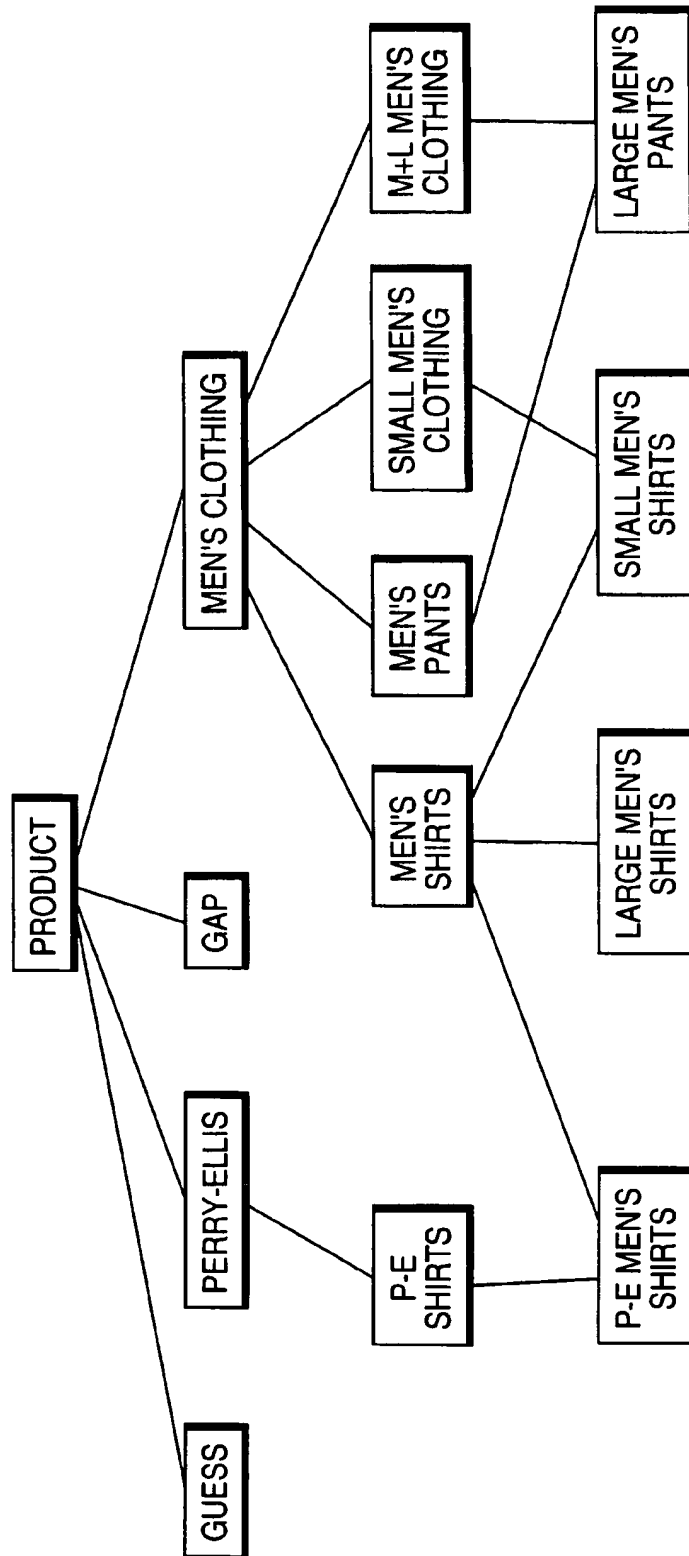 PRODUCT
GUESS
PERRY-ELLIS
GAP
MEN'S CLOTHING
P-E
SHIRTS
MEN'S
SHIRTS
MEN'S
PANTS
SMALL MEN'S
CLOTHING
M+L MEN'S
CLOTHING
P-E MEN'S
SHIRTS
LARGE MEN'S
SHIRTS
SMALL MEN'S
SHIRTS
LARGE MEN'S
PANTS